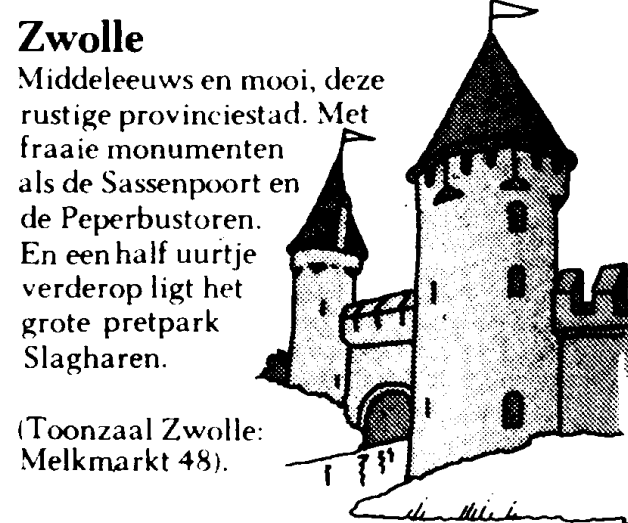 Zwolle
Middeleeuws en mooi, deze
rustige provinciestad. Met
fraaie monumenten
als de Sassenpoort en
de Peperbustoren.
En een half uurtje
verderop ligt het
grote pretpark
Slagharen.
(Toonzaal Zwolle:
Melkmarkt 48).